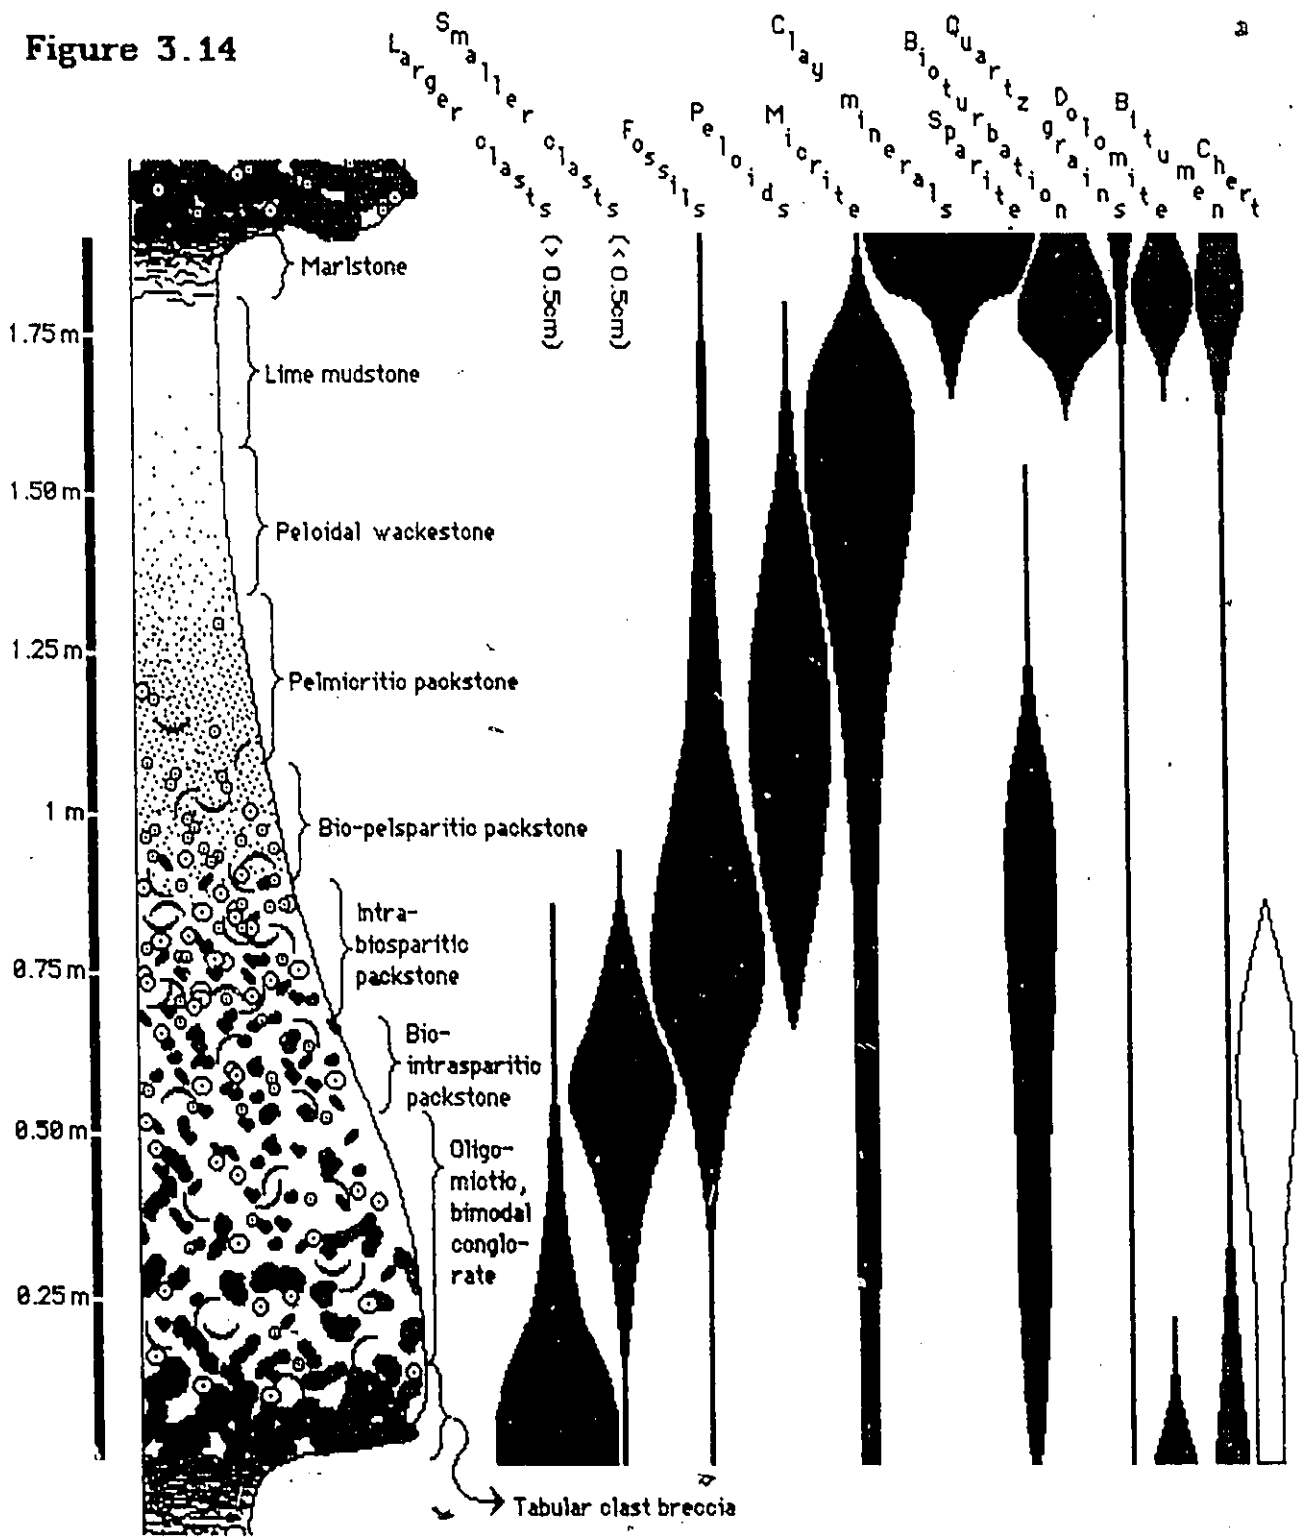 Figure 3.14
Larger clasts (> 0.5cm)
Smaller clasts (< 0.5cm)
Fossils
Peloids
Micrite
Clay minerals
Sparite
Bioturbation
Quartz grains
Dolomite
Bitumen
Chert
a
Marlstone
1.75 m
Lime mudstone
1.50 m
Peloidal wackestone
1.25 m
Pelmicritic packstone
1 m
Bio-pelsparitic packstone
Intra-
biosparitic
packstone
0.75 m
Bio-
intrasparitic
packstone
0.50 m
Oligo-
miotic,
bimodal
conglo-
rate
0.25 m
Tabular clast breccia